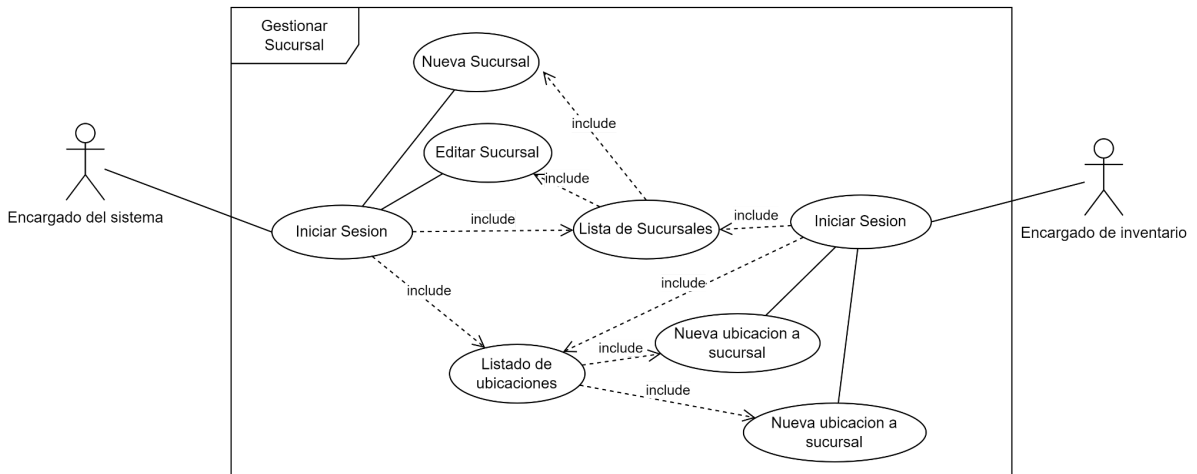 Gestionar
Sucursal
Nueva Sucursal
include
Editar Sucursal
include
Encargado del sistema
Iniciar Sesion
include
Lista de Sucursales
include
Iniciar Sesion
Encargado de inventario
include
include
Nueva ubicacion a
sucursal
include
Listado de
ubicaciones
include
Nueva ubicacion a
sucursal